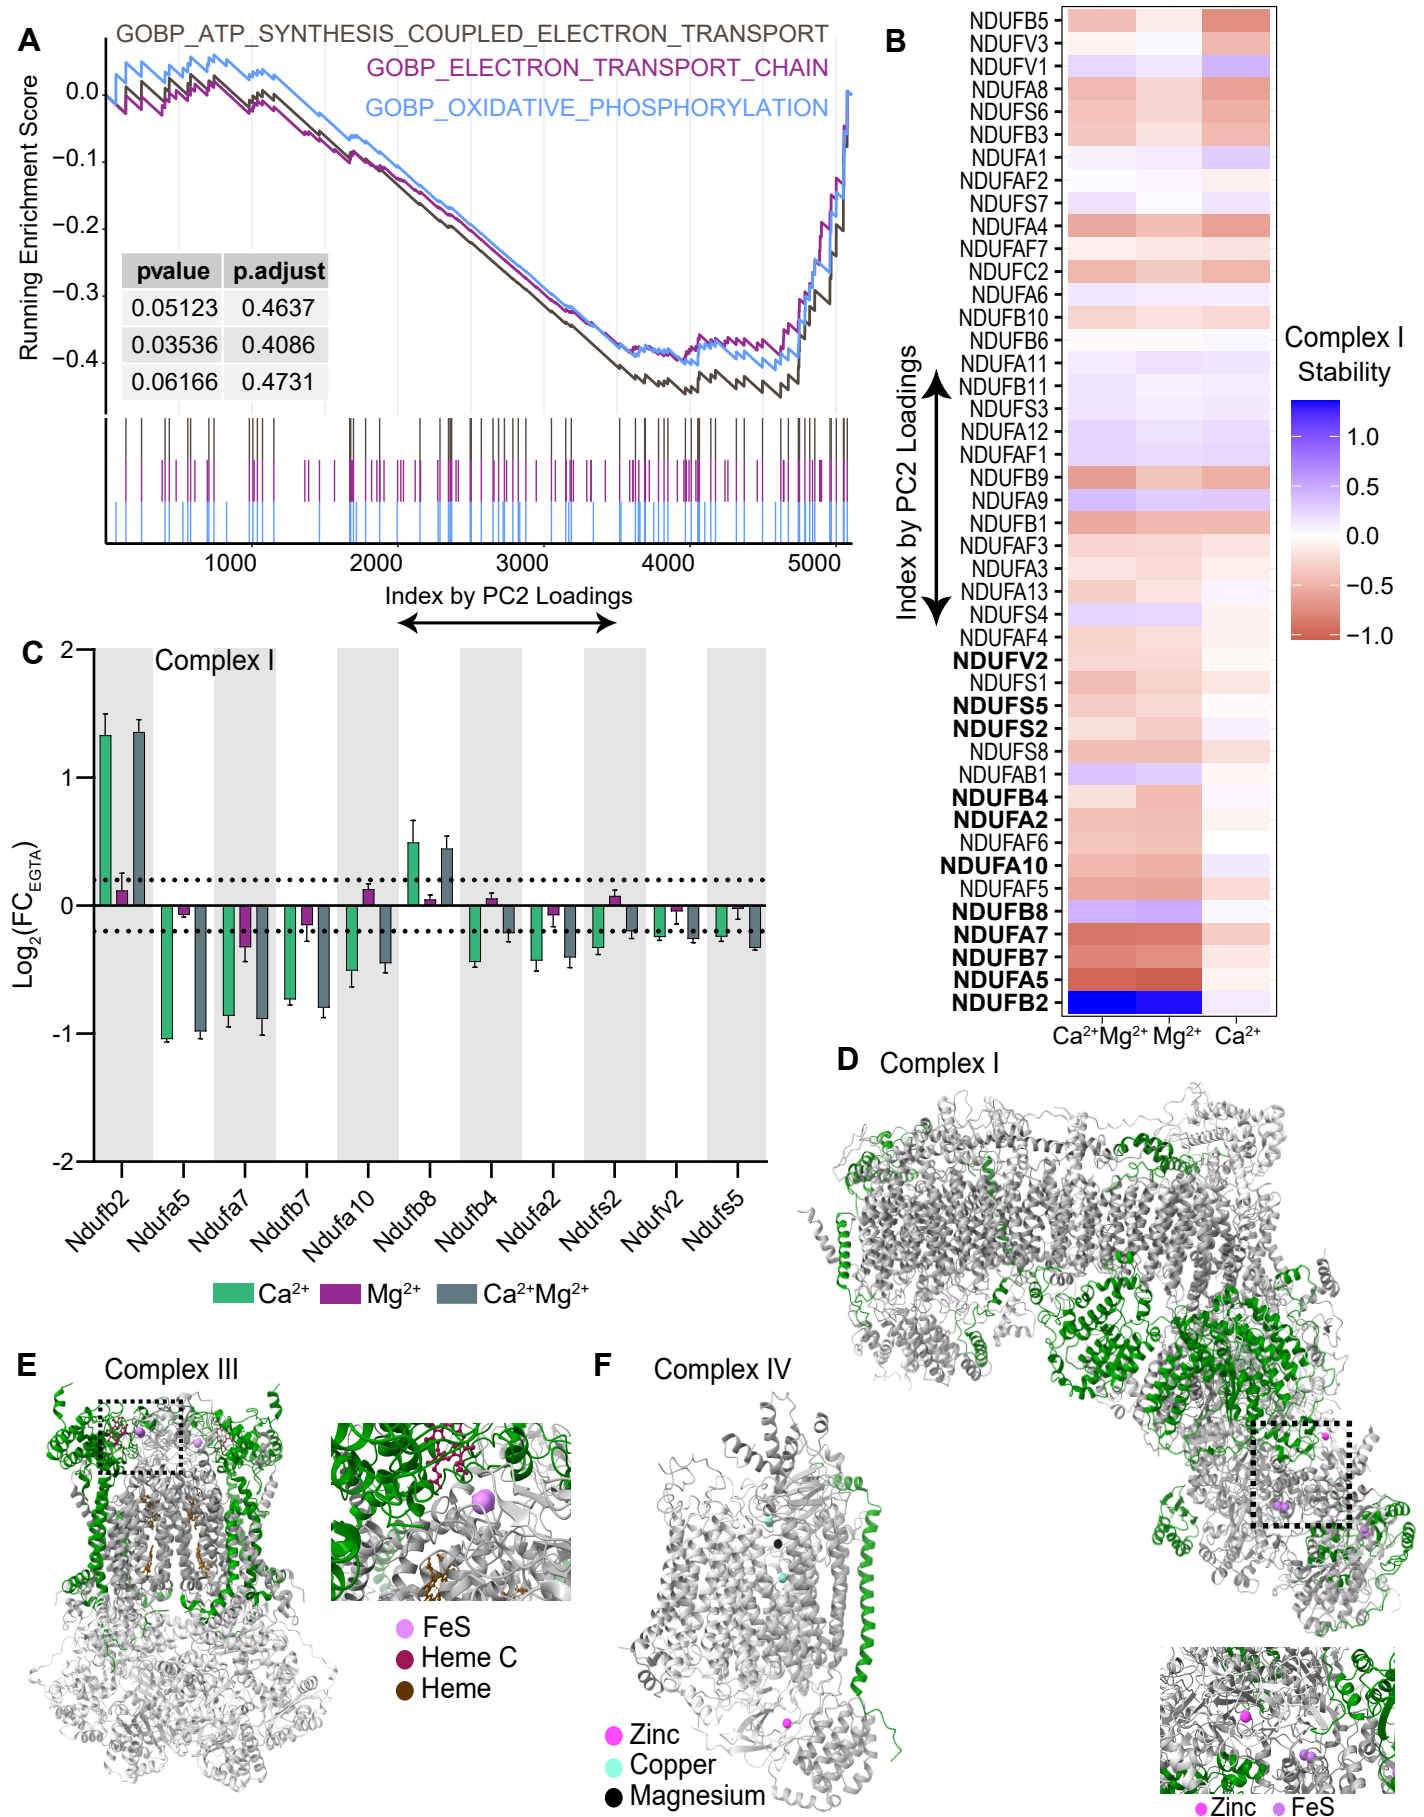 A
GOBP_ATP_SYNTHESIS_COUPLED_ELECTRON_TRANSPORT
GOBP_ELECTRON_TRANSPORT_CHAIN
GOBP_OXIDATIVE_PHOSPHORYLATION
Running Enrichment Score
0.0
−0.1
−0.2
−0.3
−0.4
pvalue p.adjust
0.05123 0.4637
0.03536 0.4086
0.06166 0.4731
1000 2000 3000 4000 5000
Index by PC2 Loadings
B
Index by PC2 Loadings
NDUFB5
NDUFV3
NDUFV1
NDUFA8
NDUFS6
NDUFB3
NDUFA1
NDUFAF2
NDUFS7
NDUFA4
NDUFAF7
NDUFC2
NDUFA6
NDUFB10
NDUFB6
NDUFA11
NDUFB11
NDUFS3
NDUFA12
NDUFAF1
NDUFB9
NDUFA9
NDUFB1
NDUFAF3
NDUFA3
NDUFA13
NDUFS4
NDUFAF4
NDUFV2
NDUFS1
NDUFS5
NDUFS2
NDUFS8
NDUFAB1
NDUFB4
NDUFA2
NDUFAF6
NDUFA10
NDUFAF5
NDUFB8
NDUFA7
NDUFB7
NDUFA5
NDUFB2
Ca²⁺Mg²⁺ Mg²⁺ Ca²⁺
Complex I
Stability
1.0
0.5
0.0
−0.5
−1.0
C
Complex I
Log₂(FC_EGTA)
2
1
0
-1
-2
Ndufb2 Ndufa5 Ndufa7 Ndufb7 Ndufa10 Ndufb8 Ndufb4 Ndufa2 Ndufs2 Ndufv2 Ndufs5
Ca²⁺ Mg²⁺ Ca²⁺Mg²⁺
D Complex I
Zinc FeS
E Complex III
FeS
Heme C
Heme
F Complex IV
Zinc
Copper
Magnesium